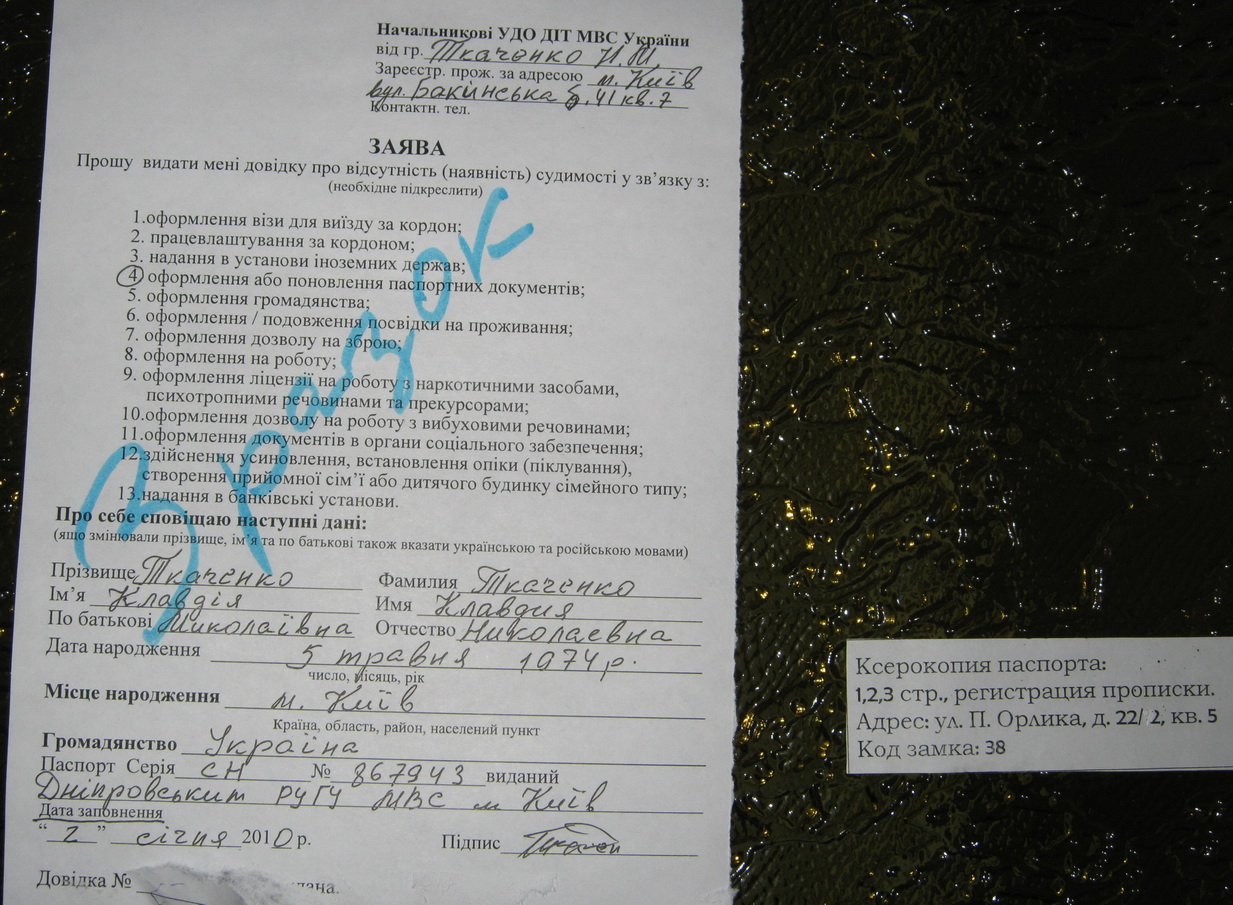 Начальникові УДО ДІТ МВС України
від гр. Ткаченко
Зареєстр. прож. за адресою м. Київ
вул. Бакинська б. 41 кв. 7
Контактн. тел.
ЗАЯВА
Прошу видати мені довідку про відсутність (наявність) судимості у зв’язку з:
(необхідне підкреслити)
1.оформлення візи для виїзду за кордон;
2. працевлаштування за кордоном;
3. надання в установи іноземних держав;
4 оформлення або поновлення паспортних документів;
5. оформлення громадянства;
6. оформлення / подовження посвідки на проживання;
7. оформлення дозволу на зброю;
8. оформлення на роботу;
9. оформлення ліцензії на роботу з наркотичними засобами,
психотропними речовинами та прекурсорами;
10.оформлення дозволу на роботу з вибуховими речовинами;
11.оформлення документів в органи соціального забезпечення;
12.здійснення усиновлення, встановлення опіки (піклування),
створення прийомної сім’ї або дитячого будинку сімейного типу;
13.надання в банківські установи.
Зразок
Про себе сповіщаю наступні дані:
(якщо змінювали прізвище, ім’я та по батькові також вказати українською та російською мовами)
Прізвище Ткаченко Фамилия Ткаченко
Ім’я Клавдія Имя Клавдия
По батькові Миколаївна Отчество Николаевна
Дата народження 5 травня 1974 р.
число, місяць, рік
Місце народження м. Київ
Країна, область, район, населений пункт
Громадянство Україна
Паспорт Серія СН № 867943 виданий
Дніпровським РУГУ МВС м Київ
Дата заповнення
“ 2 ” січня 2010 р. Підпис
Довідка №
Ксерокопия паспорта:
1,2,3 стр., регистрация прописки.
Адрес: ул. П. Орлика, д. 22/2, кв. 5
Код замка: 38